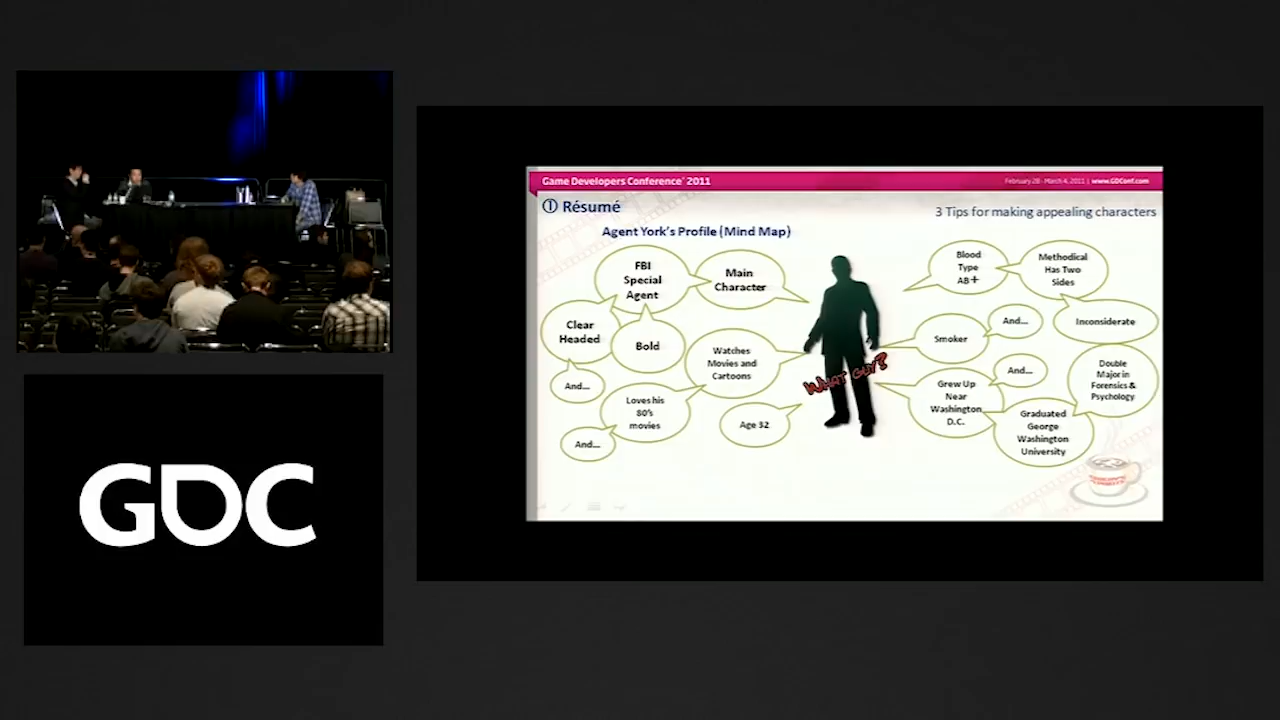 Game Developers Conference® 2011
February 28 - March 4, 2011 | www.GDConf.com
① Résumé
3 Tips for making appealing characters
Agent York's Profile (Mind Map)
FBI
Special
Agent
Main
Character
Clear
Headed
Bold
And...
Watches
Movies and
Cartoons
Loves his
80's
movies
And...
Age 32
WHAT GUY?
Blood
Type
AB+
Methodical
Has Two
Sides
Inconsiderate
And...
Smoker
And...
Grew Up
Near
Washington
D.C.
Double
Major in
Forensics &
Psychology
Graduated
George
Washington
University
GDC